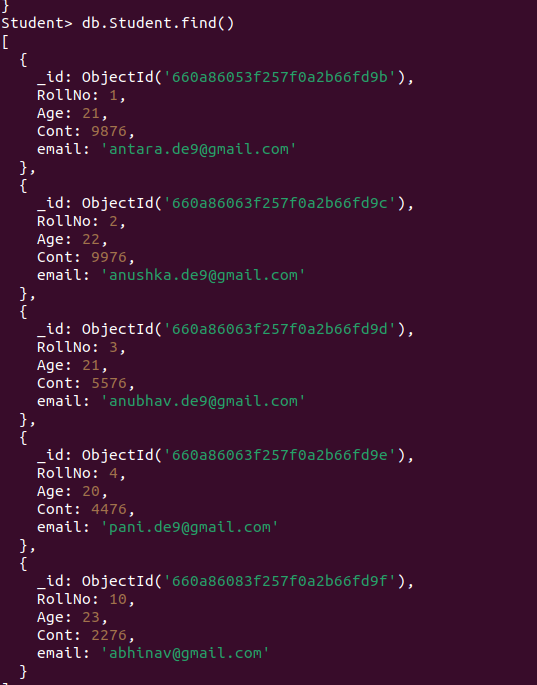 }
Student> db.Student.find()
[
  {
    _id: ObjectId('660a86053f257f0a2b66fd9b'),
    RollNo: 1,
    Age: 21,
    Cont: 9876,
    email: 'antara.de9@gmail.com'
  },
  {
    _id: ObjectId('660a86063f257f0a2b66fd9c'),
    RollNo: 2,
    Age: 22,
    Cont: 9976,
    email: 'anushka.de9@gmail.com'
  },
  {
    _id: ObjectId('660a86063f257f0a2b66fd9d'),
    RollNo: 3,
    Age: 21,
    Cont: 5576,
    email: 'anubhav.de9@gmail.com'
  },
  {
    _id: ObjectId('660a86063f257f0a2b66fd9e'),
    RollNo: 4,
    Age: 20,
    Cont: 4476,
    email: 'pani.de9@gmail.com'
  },
  {
    _id: ObjectId('660a86083f257f0a2b66fd9f'),
    RollNo: 10,
    Age: 23,
    Cont: 2276,
    email: 'abhinav@gmail.com'
  }